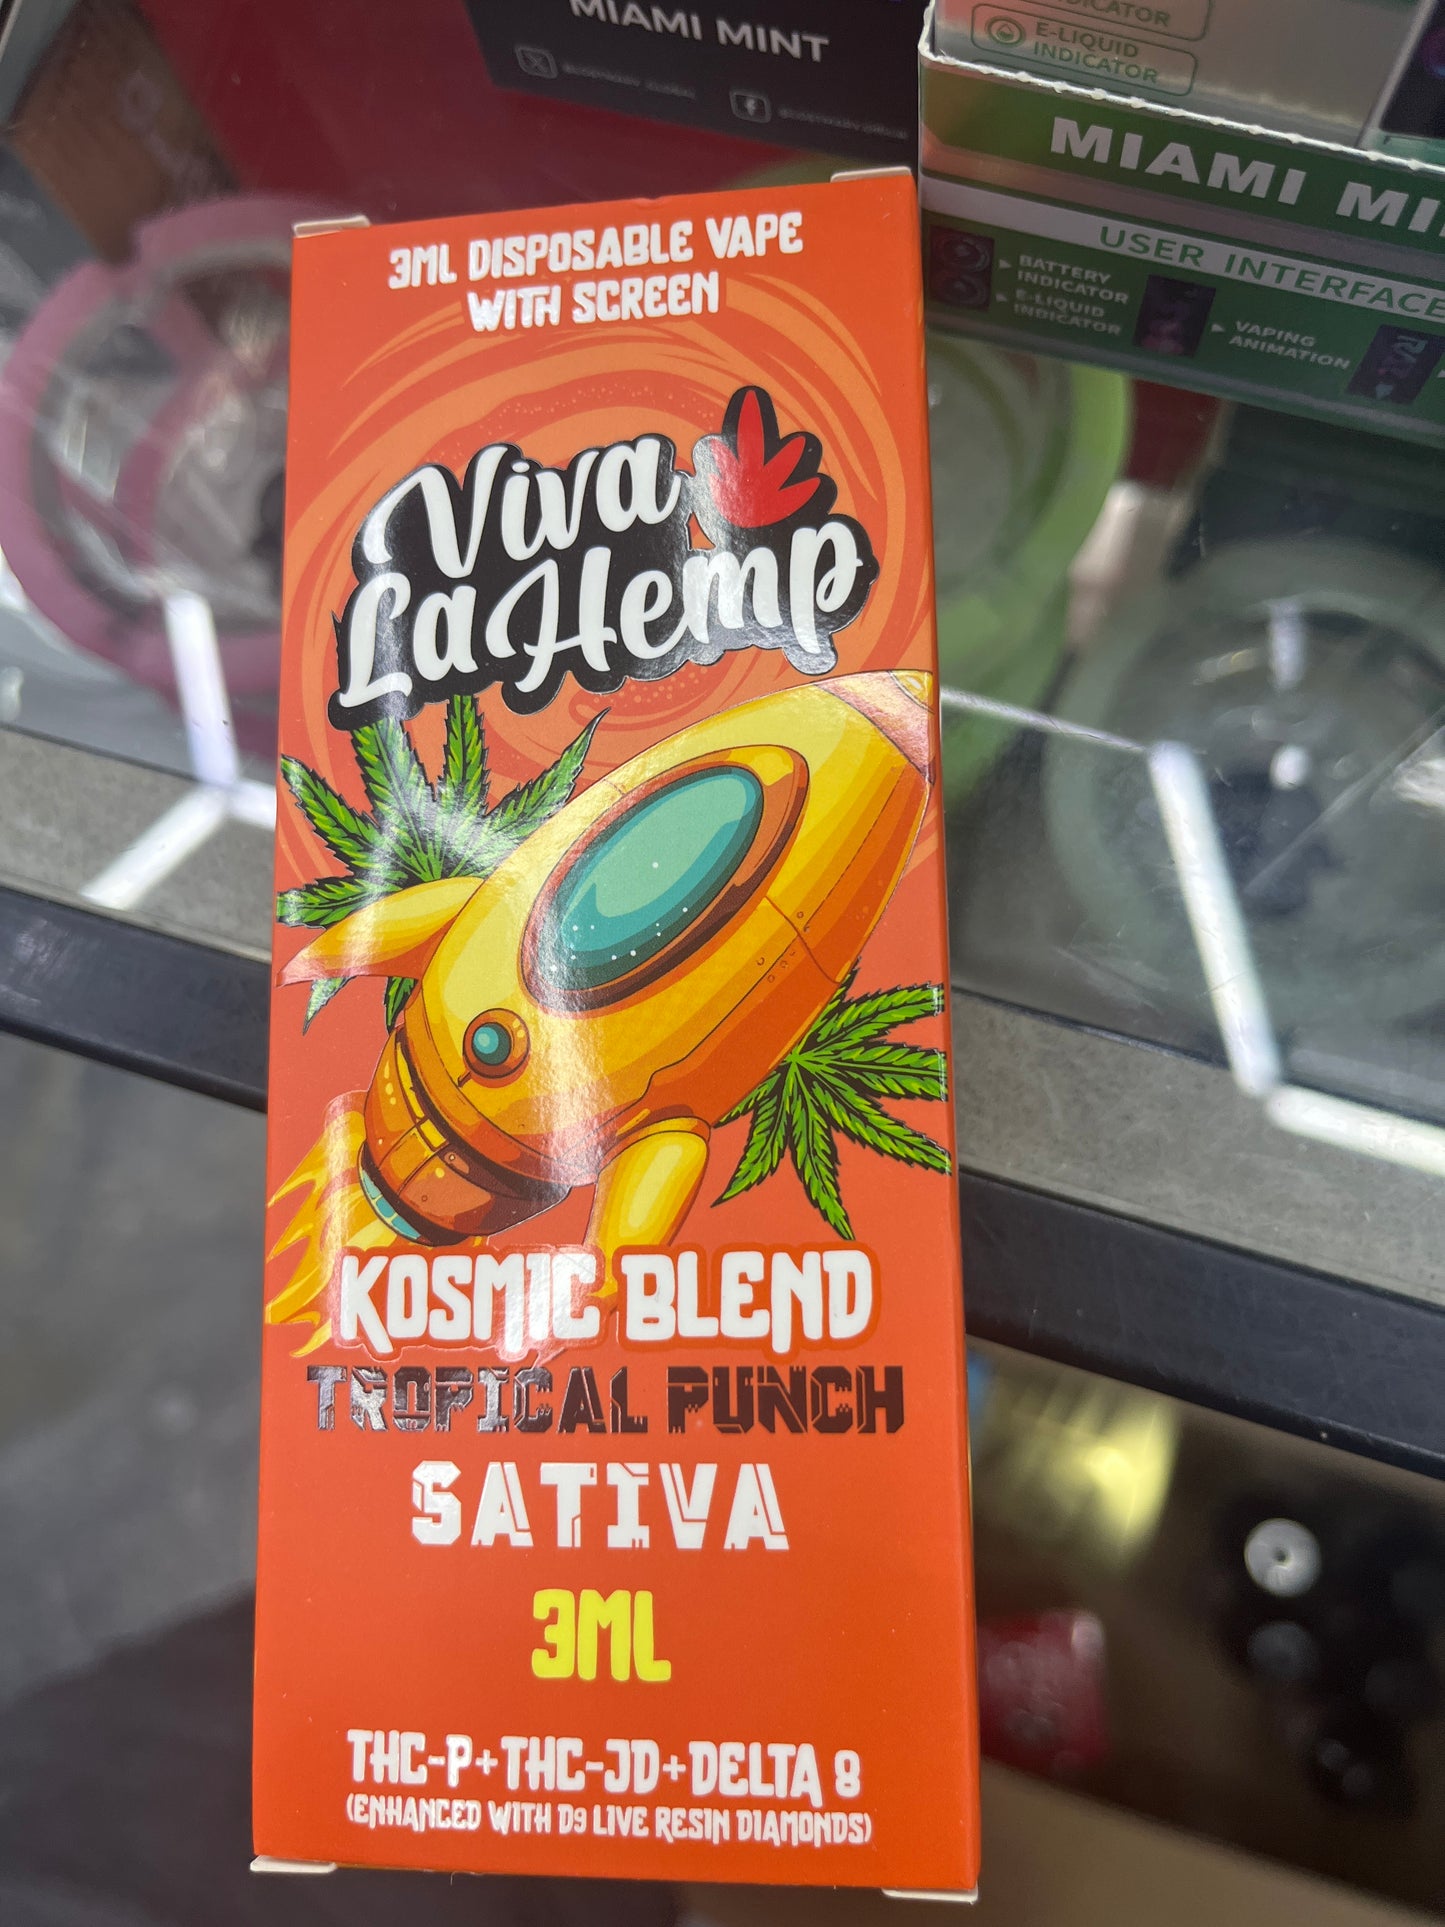 MIAMI MINT
DICATOR
E-LIQUID
INDICATOR
MIAMI MI
USER INTERFACE
BATTERY
INDICATOR
E-LIQUID
INDICATOR
VAPING
ANIMATION
3ML DISPOSABLE VAPE
WITH SCREEN
Viva
La Hemp
KOSMIC BLEND
TROPICAL PUNCH
SATIVA
3ML
THC-P+THC-JD+DELTA 8
(ENHANCED WITH D9 LIVE RESIN DIAMONDS)